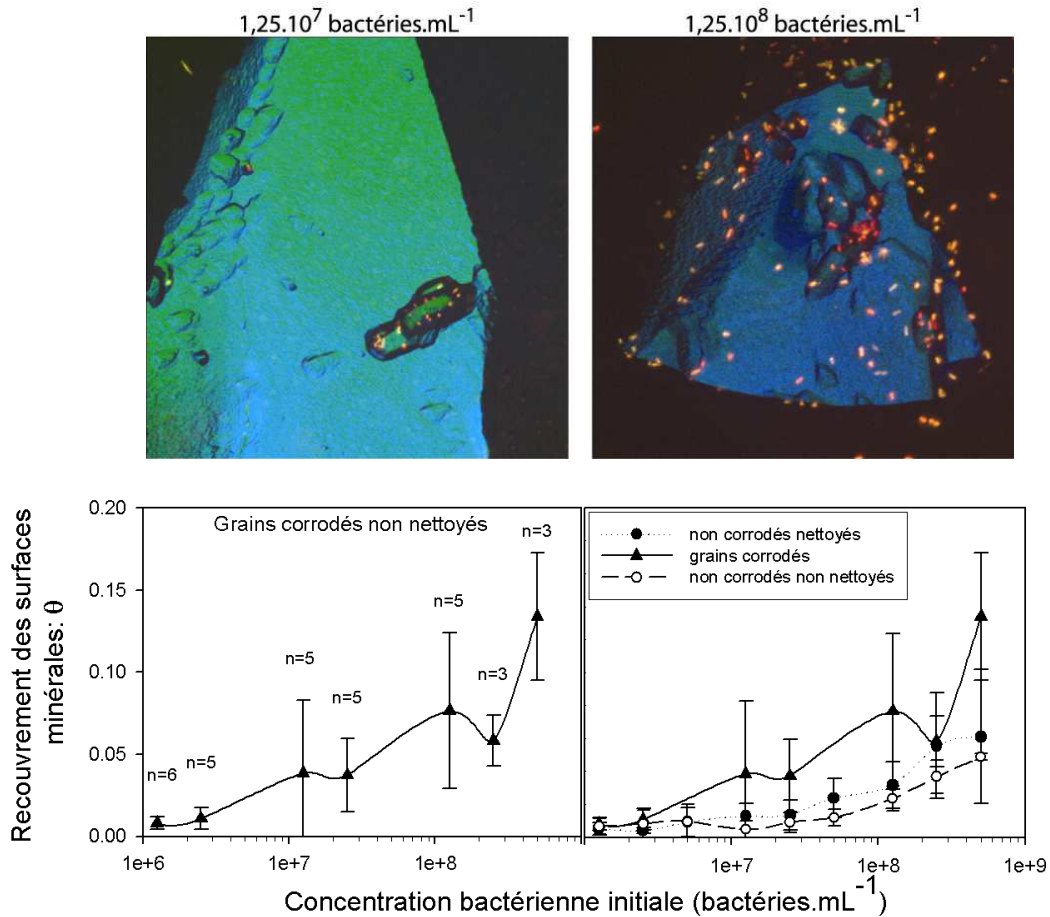 1,25.10⁷ bactéries.mL⁻¹
1,25.10⁸ bactéries.mL⁻¹
Recouvrement des surfaces
minérales: θ
0.20
0.15
0.10
0.05
0.00
Grains corrodés non nettoyés
n=6
n=5
n=5
n=5
n=5
n=3
n=3
non corrodés nettoyés
grains corrodés
non corrodés non nettoyés
1e+6
1e+7
1e+8
1e+7
1e+8
1e+9
Concentration bactérienne initiale (bactéries.mL⁻¹)